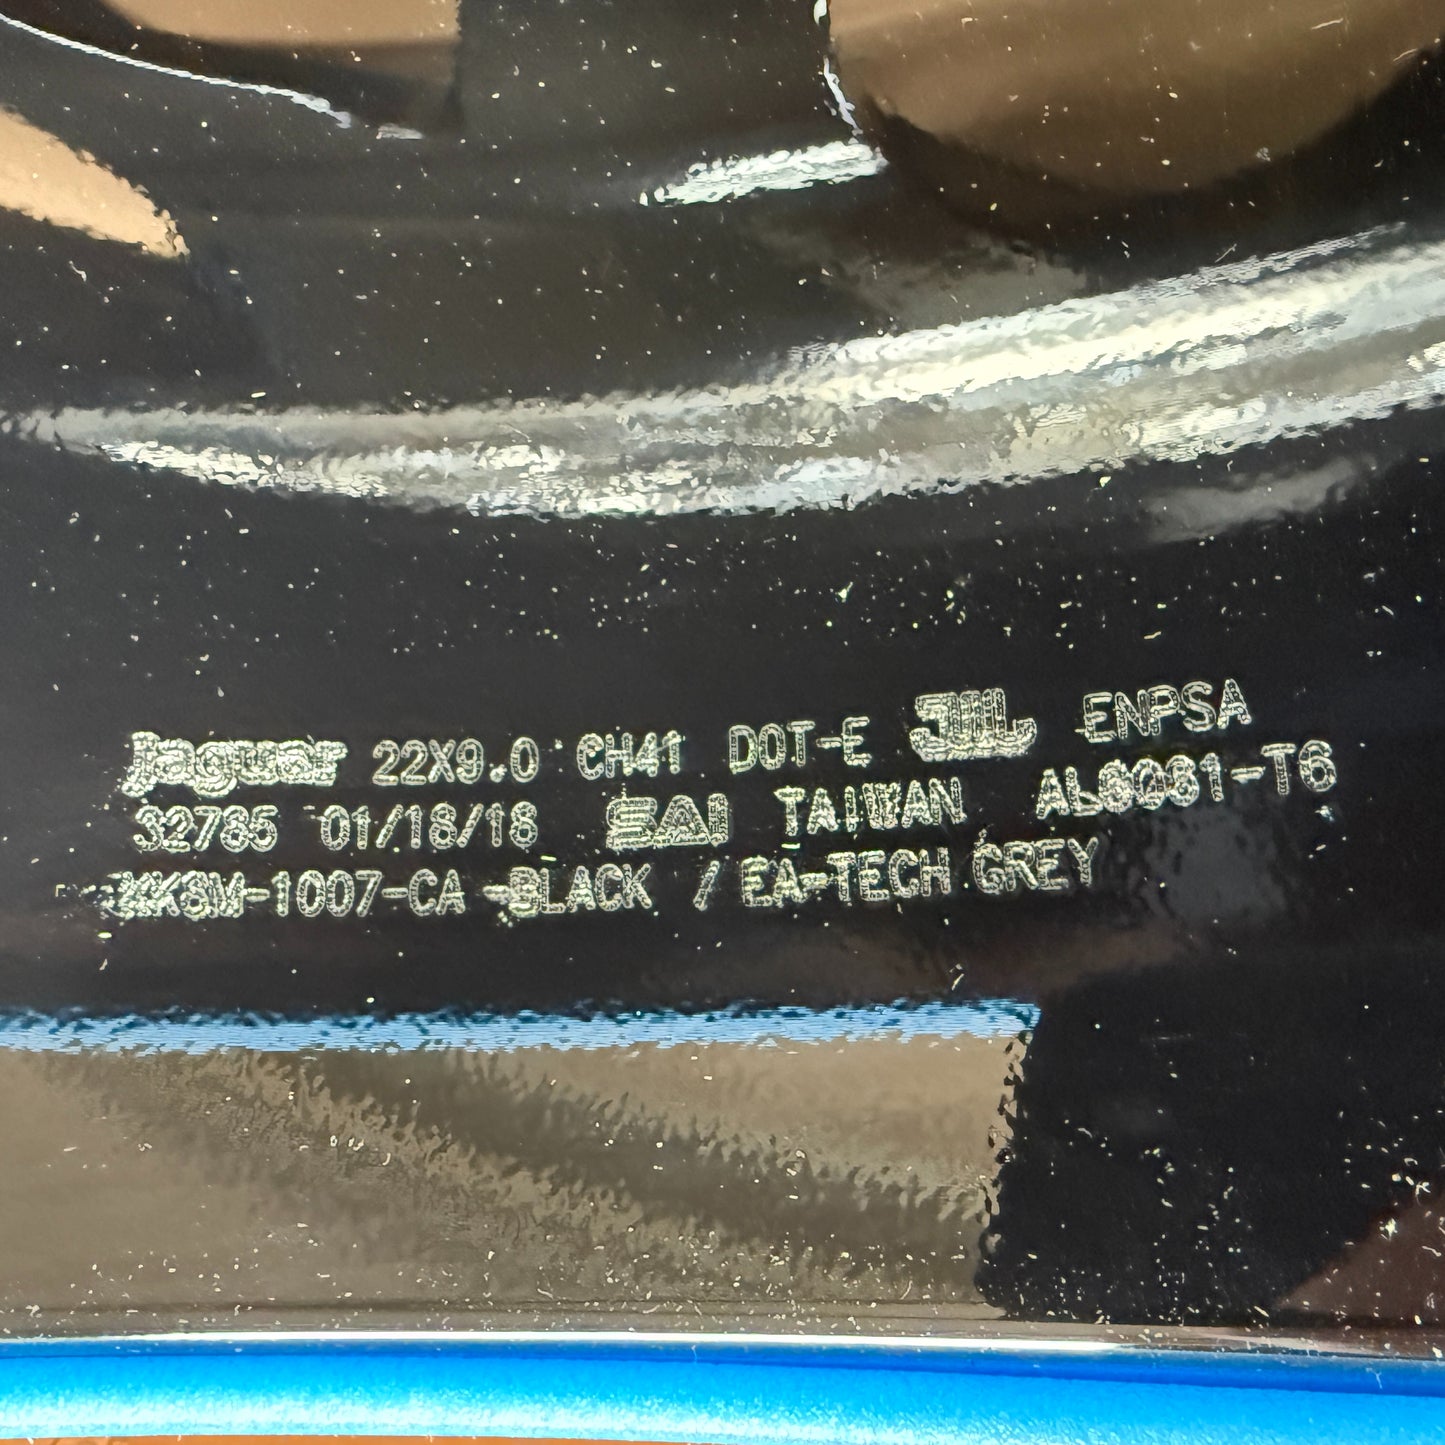 Jaguar 22X9.0 CH41 DOT-E JWL ENPSA
32785 01/18/18 SAI TAIWAN AL6061-T6
MK8M-1007-CA BLACK / EA-TECH GREY